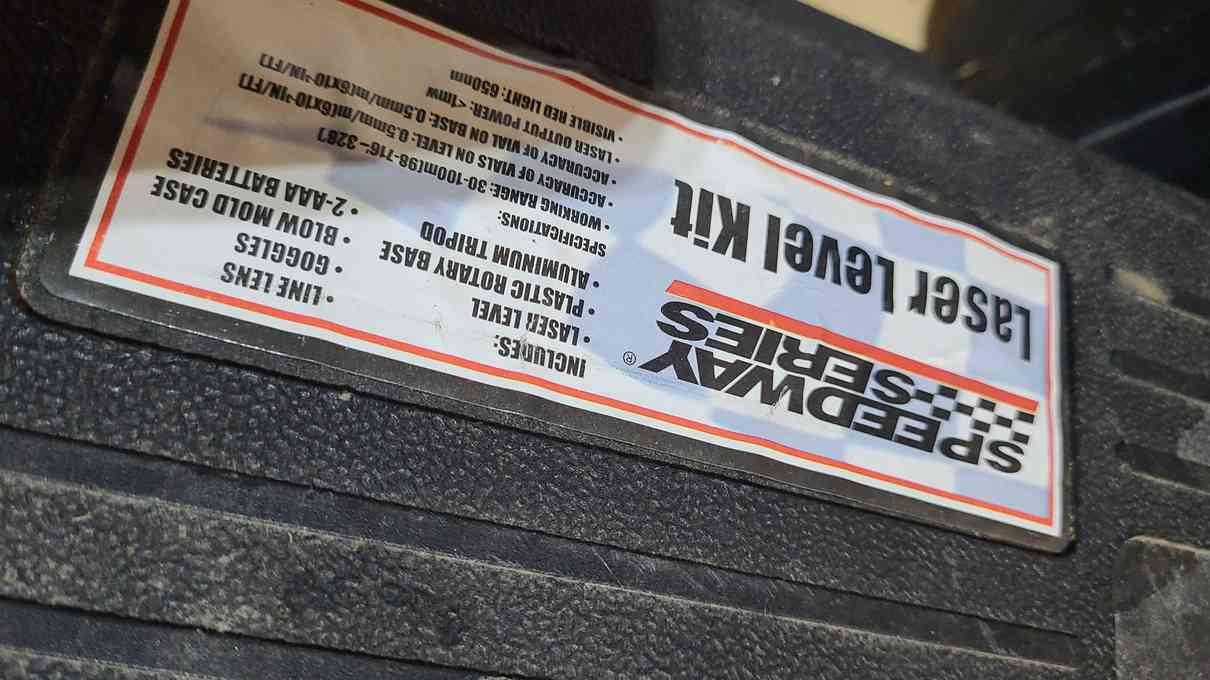 SPEEDWAY
SERIES®
Laser Level Kit
INCLUDES:
• LASER LEVEL
• PLASTIC ROTARY BASE
• ALUMINUM TRIPOD
• LINE LENS
• GOGGLES
• BLOW MOLD CASE
• 2-AAA BATTERIES
SPECIFICATIONS:
• WORKING RANGE: 30-100m(98-716"- 328')
• ACCURACY OF VIALS ON LEVEL: 0.5mm/m(6x10⁻³IN/FT)
• ACCURACY OF VIAL ON BASE: 0.5mm/m(6x10⁻³IN/FT)
• LASER OUTPUT POWER: <1mw
• VISIBLE RED LIGHT: 650nm